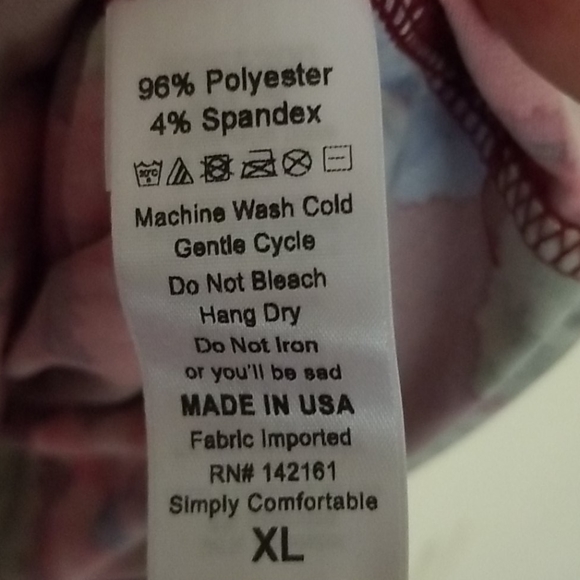 96% Polyester
4% Spandex
30°C
Machine Wash Cold
Gentle Cycle
Do Not Bleach
Hang Dry
Do Not Iron
or you'll be sad
MADE IN USA
Fabric Imported
RN# 142161
Simply Comfortable
XL